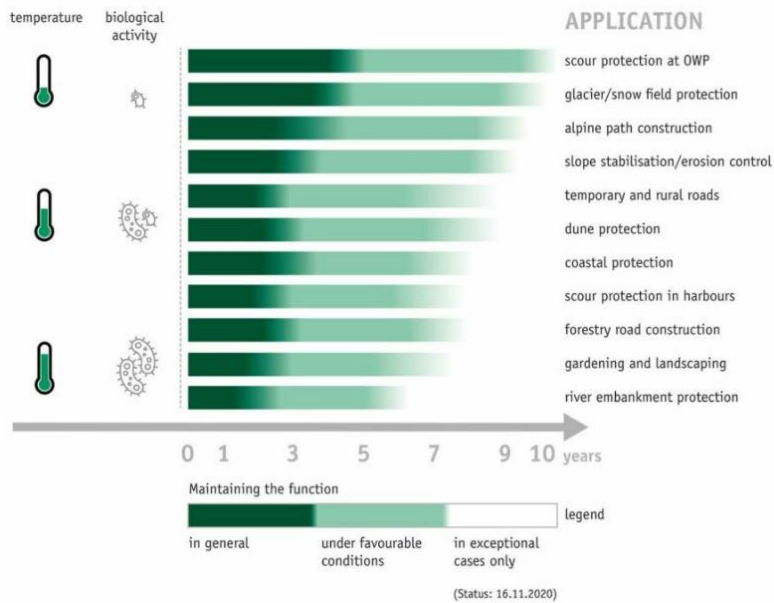 temperature
biological
activity
APPLICATION
scour protection at OWP
glacier/snow field protection
alpine path construction
slope stabilisation/erosion control
temporary and rural roads
dune protection
coastal protection
scour protection in harbours
forestry road construction
gardening and landscaping
river embankment protection
0 1 3 5 7 9 10 years
Maintaining the function
legend
in general
under favourable
conditions
in exceptional
cases only
(Status: 16.11.2020)